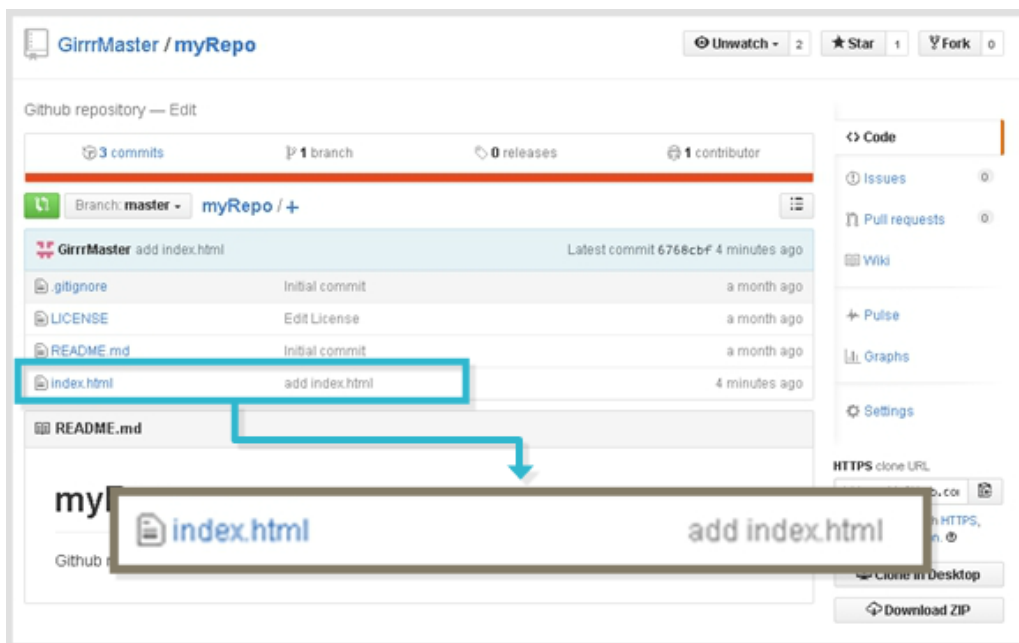 GirrrMaster / myRepo
Unwatch 2 Star 1 Fork 0
Github repository — Edit
3 commits 1 branch 0 releases 1 contributor
Branch: master myRepo / +
GirrrMaster add index.html Latest commit 6768cbf 4 minutes ago
.gitignore Initial commit a month ago
LICENSE Edit License a month ago
README.md Initial commit a month ago
index.html add index.html 4 minutes ago
README.md
Github
index.html add index.html
Code
Issues 0
Pull requests 0
Wiki
Pulse
Graphs
Settings
HTTPS clone URL
HTTPS,
Clone in Desktop
Download ZIP